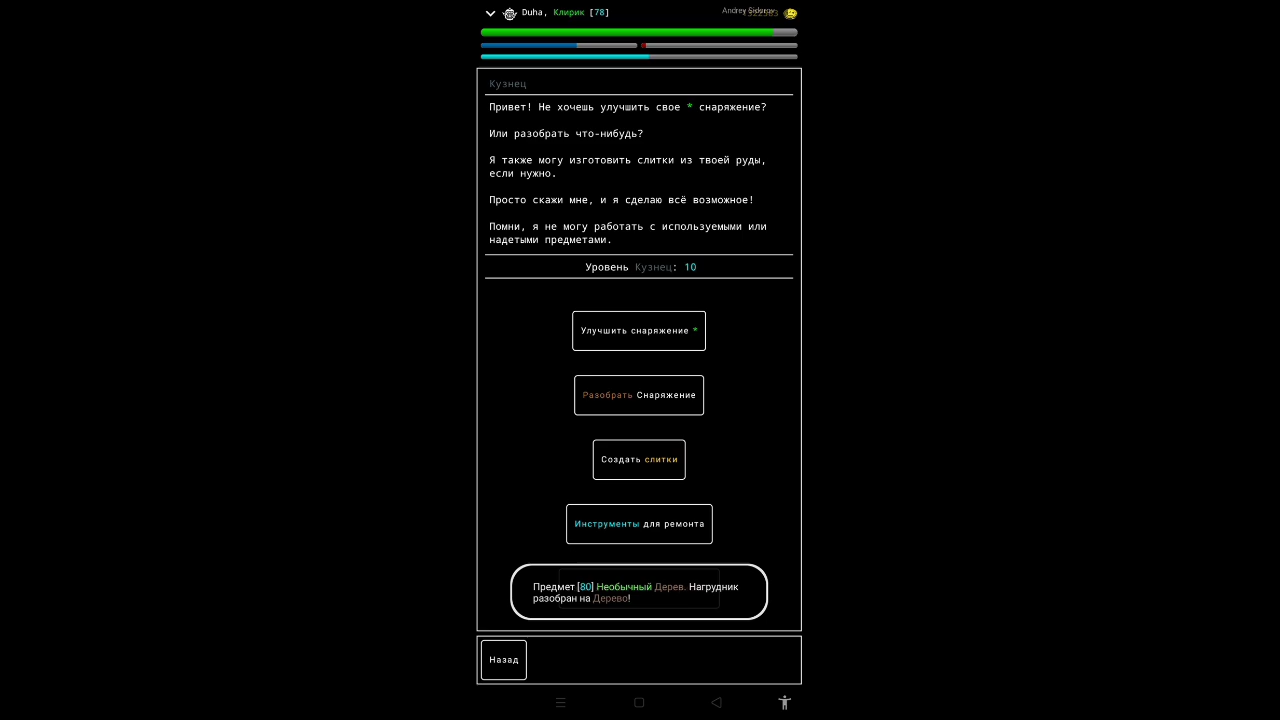 Duha, Клирик [78]
Andrey Sidorov
Кузнец
Привет! Не хочешь улучшить свое * снаряжение?
Или разобрать что-нибудь?
Я также могу изготовить слитки из твоей руды,
если нужно.
Просто скажи мне, и я сделаю всё возможное!
Помни, я не могу работать с используемыми или
надетыми предметами.
Уровень Кузнец: 10
Улучшить снаряжение *
Разобрать Снаряжение
Создать слитки
Инструменты для ремонта
Предмет [80] Необычный Дерев. Нагрудник
разобран на Дерево!
Назад